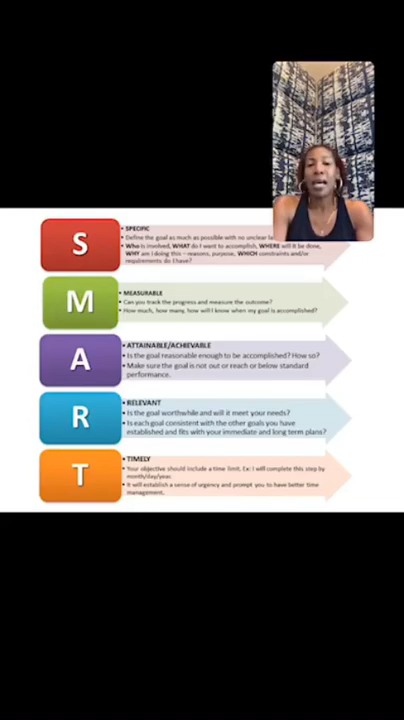 S
• SPECIFIC
• Define the goal as much as possible with no unclear
• Who is involved, WHAT do I want to accomplish, WHERE will it be done,
WHY am I doing this – reasons, purpose, WHICH constraints and/or
requirements do I have?
M
• MEASURABLE
• Can you track the progress and measure the outcome?
• How much, how many, how will I know when my goal is accomplished?
A
• ATTAINABLE/ACHIEVABLE
• Is the goal reasonable enough to be accomplished? How so?
• Make sure the goal is not out or reach or below standard
performance.
R
• RELEVANT
• Is the goal worthwhile and will it meet your needs?
• Is each goal consistent with the other goals you have
established and fits with your immediate and long term plans?
T
• TIMELY
• Your objective should include a time limit. Ex: I will complete this step by
month/day/year.
• It will establish a sense of urgency and prompt you to have better time
management.